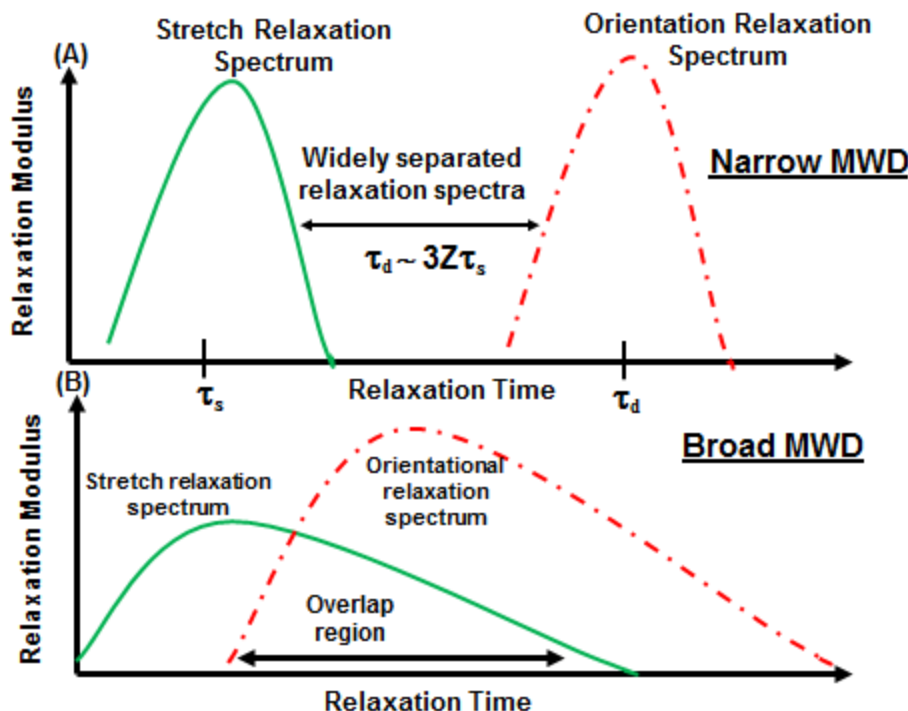 (A)
Stretch Relaxation
Spectrum
Orientation Relaxation
Spectrum
Relaxation Modulus
Widely separated
relaxation spectra
τd ~ 3Zτs
Narrow MWD
τs
Relaxation Time
τd
(B)
Relaxation Modulus
Stretch relaxation
spectrum
Orientational
relaxation
spectrum
Broad MWD
Overlap
region
Relaxation Time